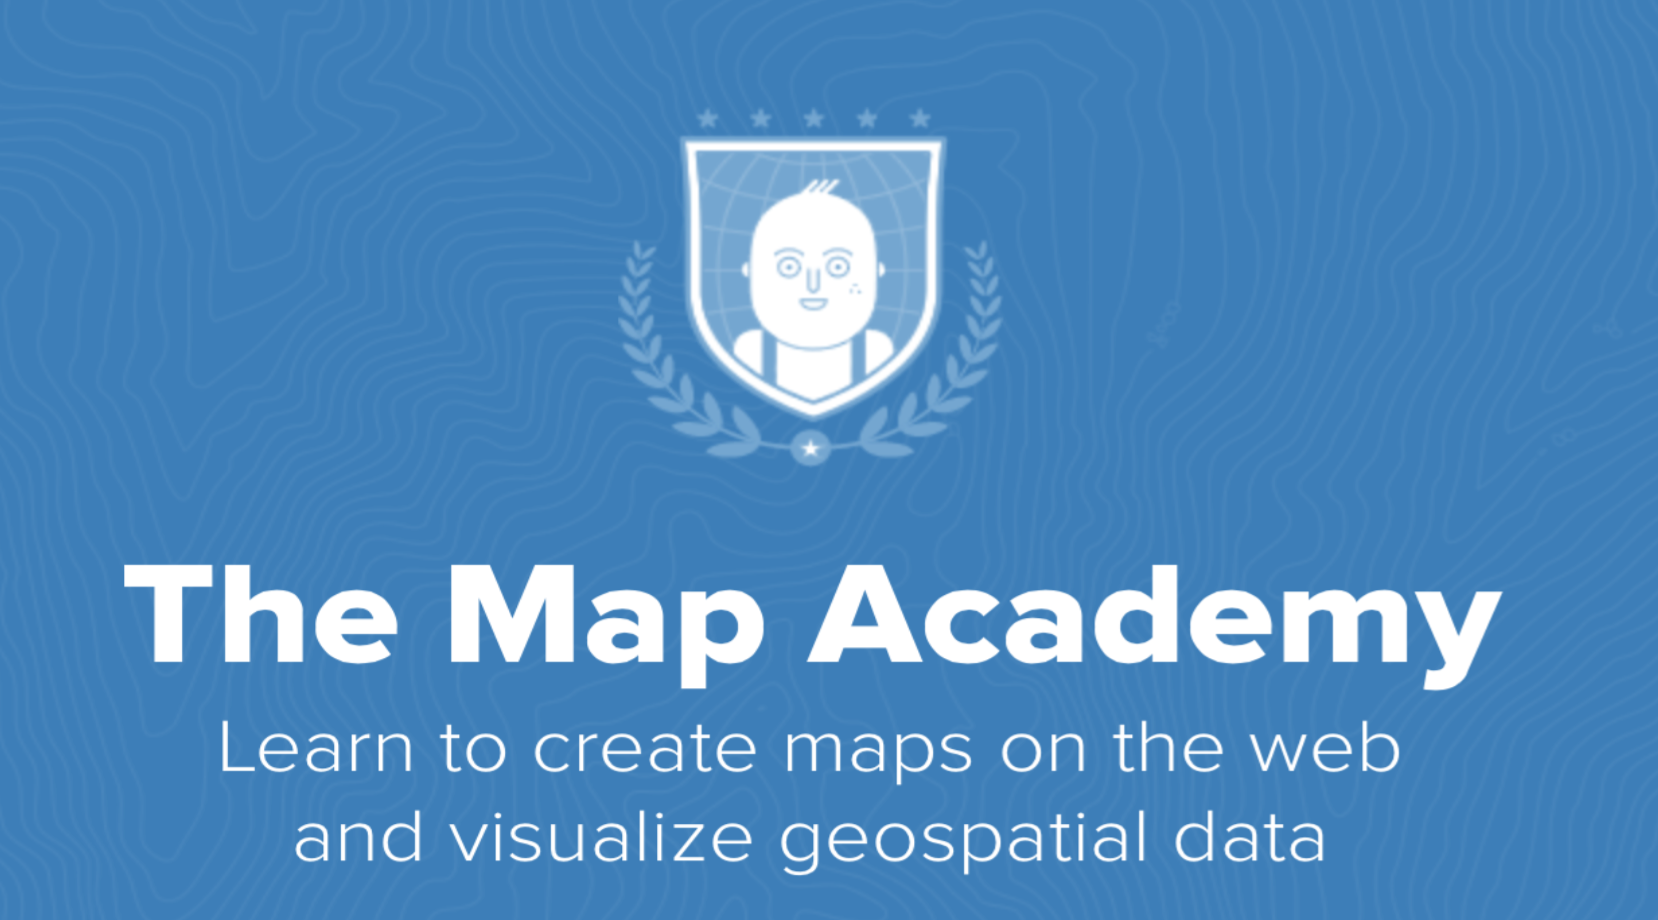 The Map Academy
Learn to create maps on the web
and visualize geospatial data